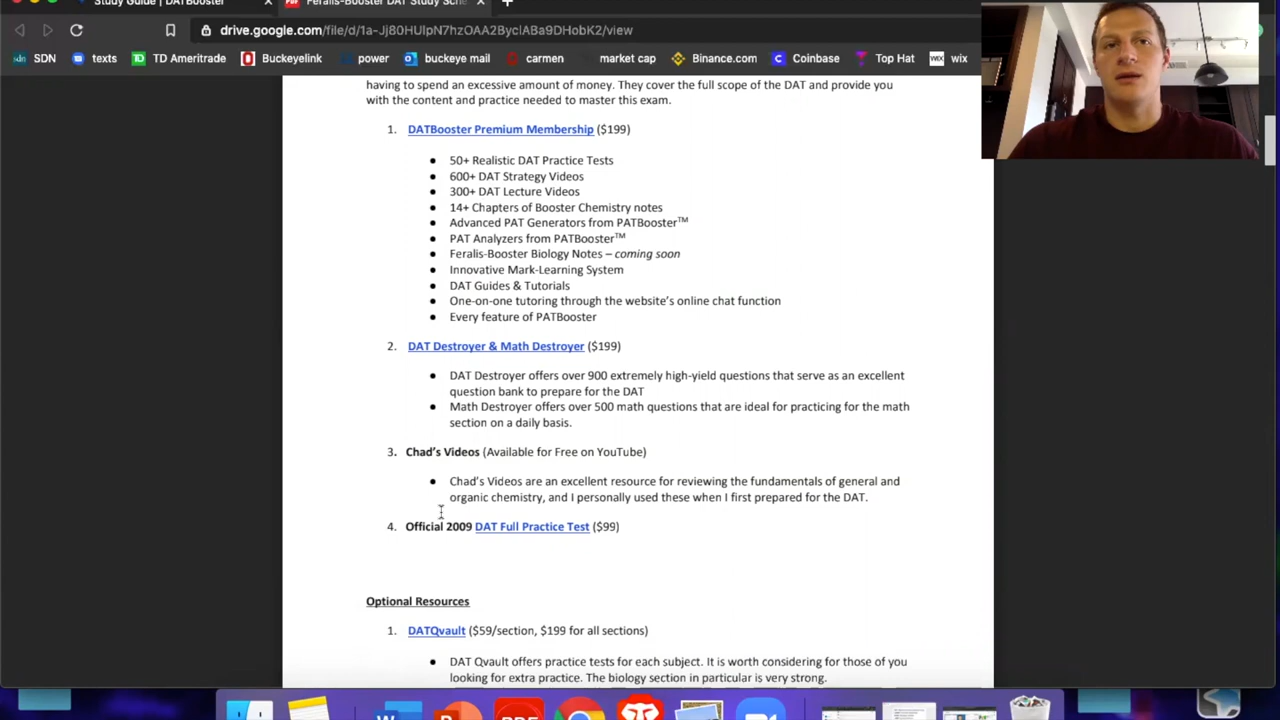 Study Guide | DATBooster
Feralis-Booster DAT Study Sche
drive.google.com/file/d/1a-Jj80HUlpN7hzOAA2ByclABa9DHobK2/view
SDN
texts
TD Ameritrade
Buckeyelink
power
buckeye mail
carmen
market cap
Binance.com
Coinbase
Top Hat
wix
having to spend an excessive amount of money. They cover the full scope of the DAT and provide you
with the content and practice needed to master this exam.
1. DATBooster Premium Membership ($199)
● 50+ Realistic DAT Practice Tests
● 600+ DAT Strategy Videos
● 300+ DAT Lecture Videos
● 14+ Chapters of Booster Chemistry notes
● Advanced PAT Generators from PATBooster™
● PAT Analyzers from PATBooster™
● Feralis-Booster Biology Notes – coming soon
● Innovative Mark-Learning System
● DAT Guides & Tutorials
● One-on-one tutoring through the website's online chat function
● Every feature of PATBooster
2. DAT Destroyer & Math Destroyer ($199)
● DAT Destroyer offers over 900 extremely high-yield questions that serve as an excellent
question bank to prepare for the DAT
● Math Destroyer offers over 500 math questions that are ideal for practicing for the math
section on a daily basis.
3. Chad's Videos (Available for Free on YouTube)
● Chad's Videos are an excellent resource for reviewing the fundamentals of general and
organic chemistry, and I personally used these when I first prepared for the DAT.
4. Official 2009 DAT Full Practice Test ($99)
Optional Resources
1. DATQvault ($59/section, $199 for all sections)
● DAT Qvault offers practice tests for each subject. It is worth considering for those of you
looking for extra practice. The biology section in particular is very strong.